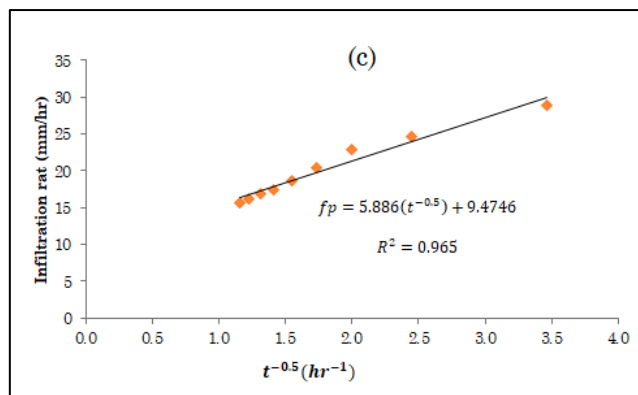 (c)
Infiltration rat (mm/hr)
35
30
25
20
15
10
5
0
fp = 5.886(t^{-0.5}) + 9.4746
R² = 0.965
0.0 0.5 1.0 1.5 2.0 2.5 3.0 3.5 4.0
t^{-0.5}(hr^{-1})